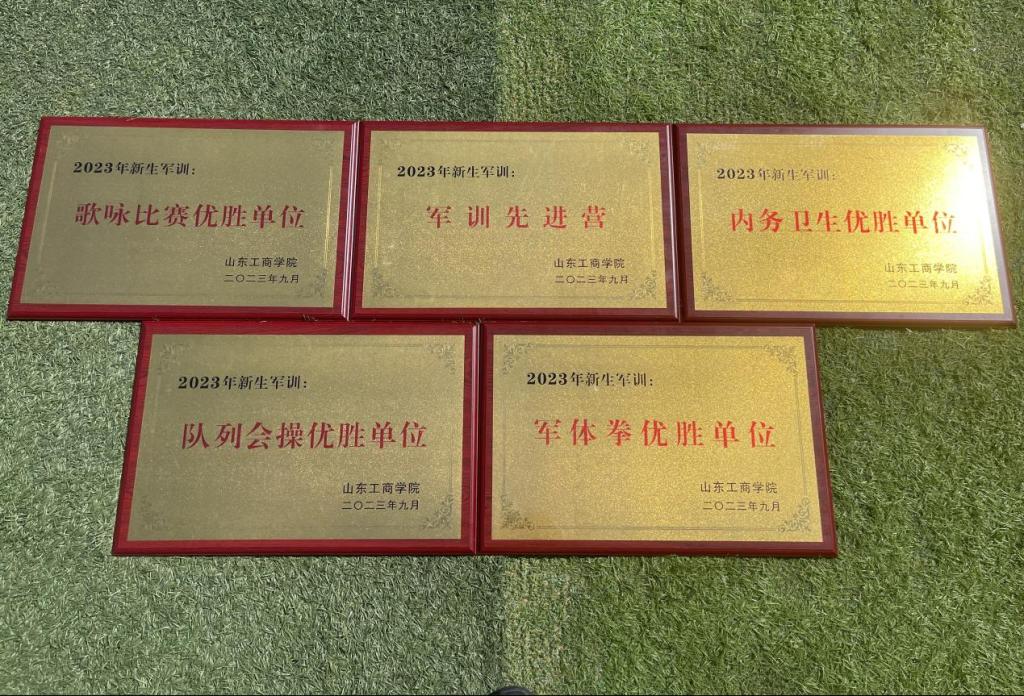 2023年新生军训：
歌咏比赛优胜单位
山东工商学院
二〇二三年九月
2023年新生军训：
军训先进营
山东工商学院
二〇二三年九月
2023年新生军训：
内务卫生优胜单位
山东工商学院
二〇二三年九月
2023年新生军训：
队列会操优胜单位
山东工商学院
二〇二三年九月
2023年新生军训：
军体拳优胜单位
山东工商学院
二〇二三年九月